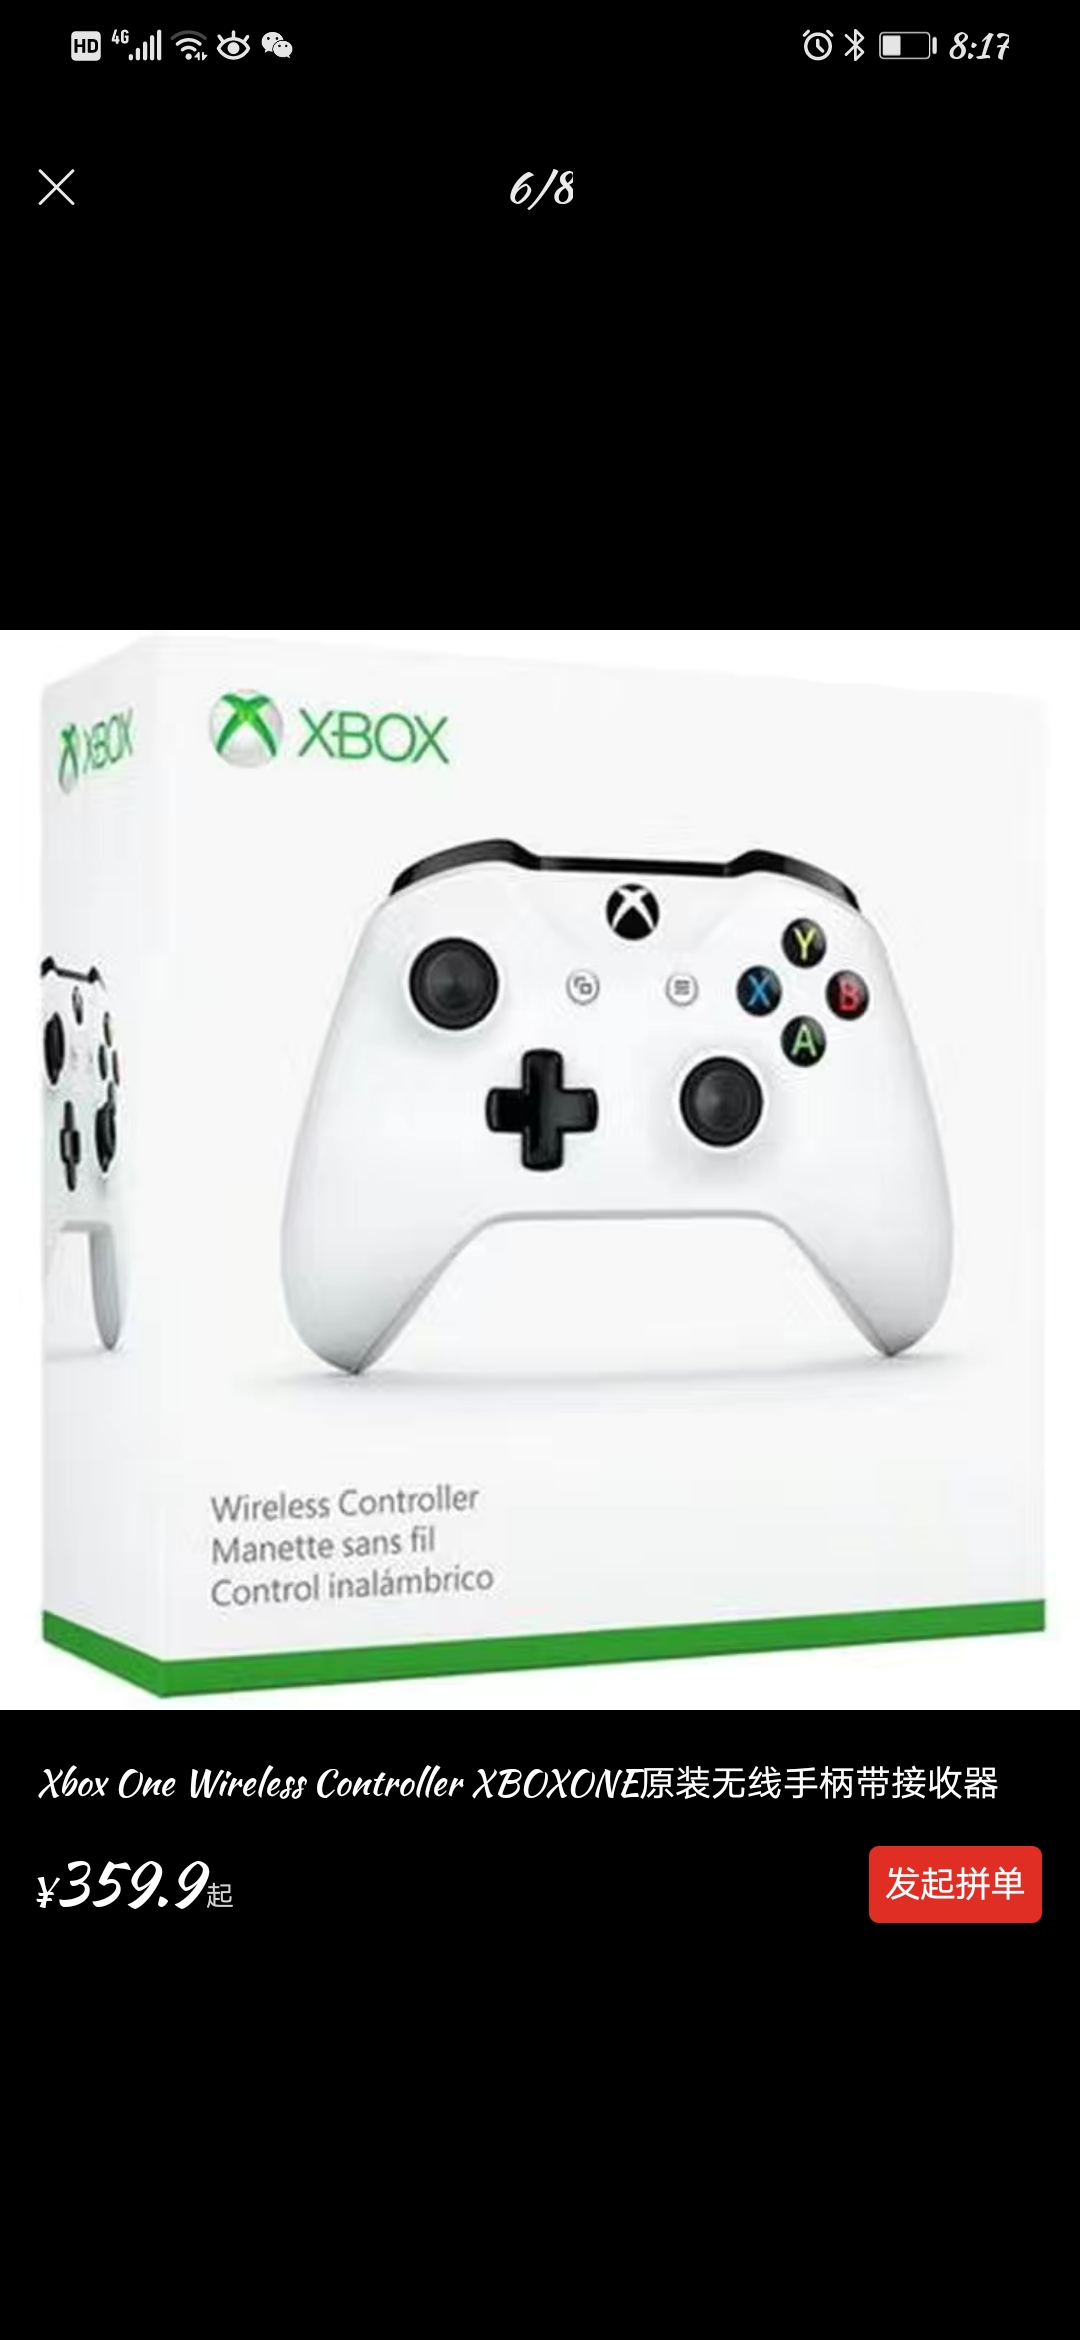 HD 4G 8:17
6/8
XBOX
XBOX
Y
X
B
A
Wireless Controller
Manette sans fil
Control inalámbrico
Xbox One Wireless Controller XBOXONE原装无线手柄带接收器
¥359.9起
发起拼单